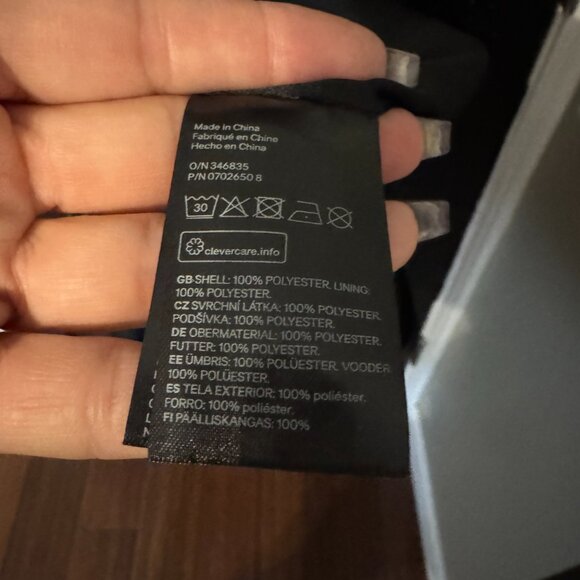 Made in China
Fabriqué en Chine
Hecho en China
O/N 346835
P/N 0702650 8
30
clevercare.info
GB SHELL: 100% POLYESTER. LINING:
100% POLYESTER.
CZ SVRCHNÍ LÁTKA: 100% POLYESTER.
PODŠÍVKA: 100% POLYESTER.
DE OBERMATERIAL: 100% POLYESTER.
FUTTER: 100% POLYESTER.
EE ÜMBRIS: 100% POLÜESTER. VOODER:
100% POLÜESTER.
ES TELA EXTERIOR: 100% poliéster.
FORRO: 100% poliéster.
FI PÄÄLLISKANGAS: 100%